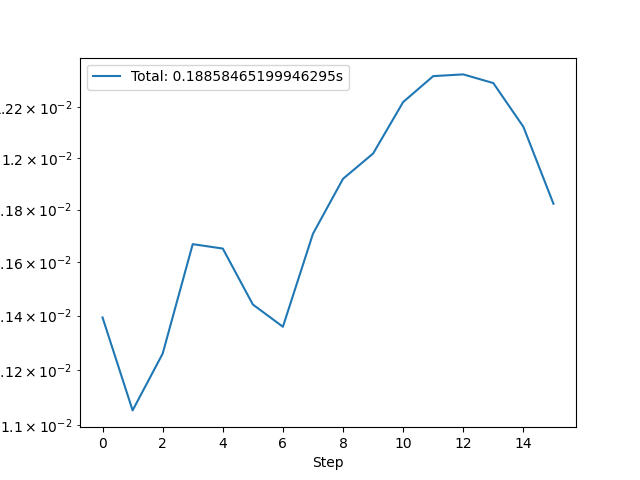 Total: 0.18858465199946295s
.22 × 10⁻²
1.2 × 10⁻²
.18 × 10⁻²
.16 × 10⁻²
.14 × 10⁻²
.12 × 10⁻²
1.1 × 10⁻²
0 2 4 6 8 10 12 14
Step